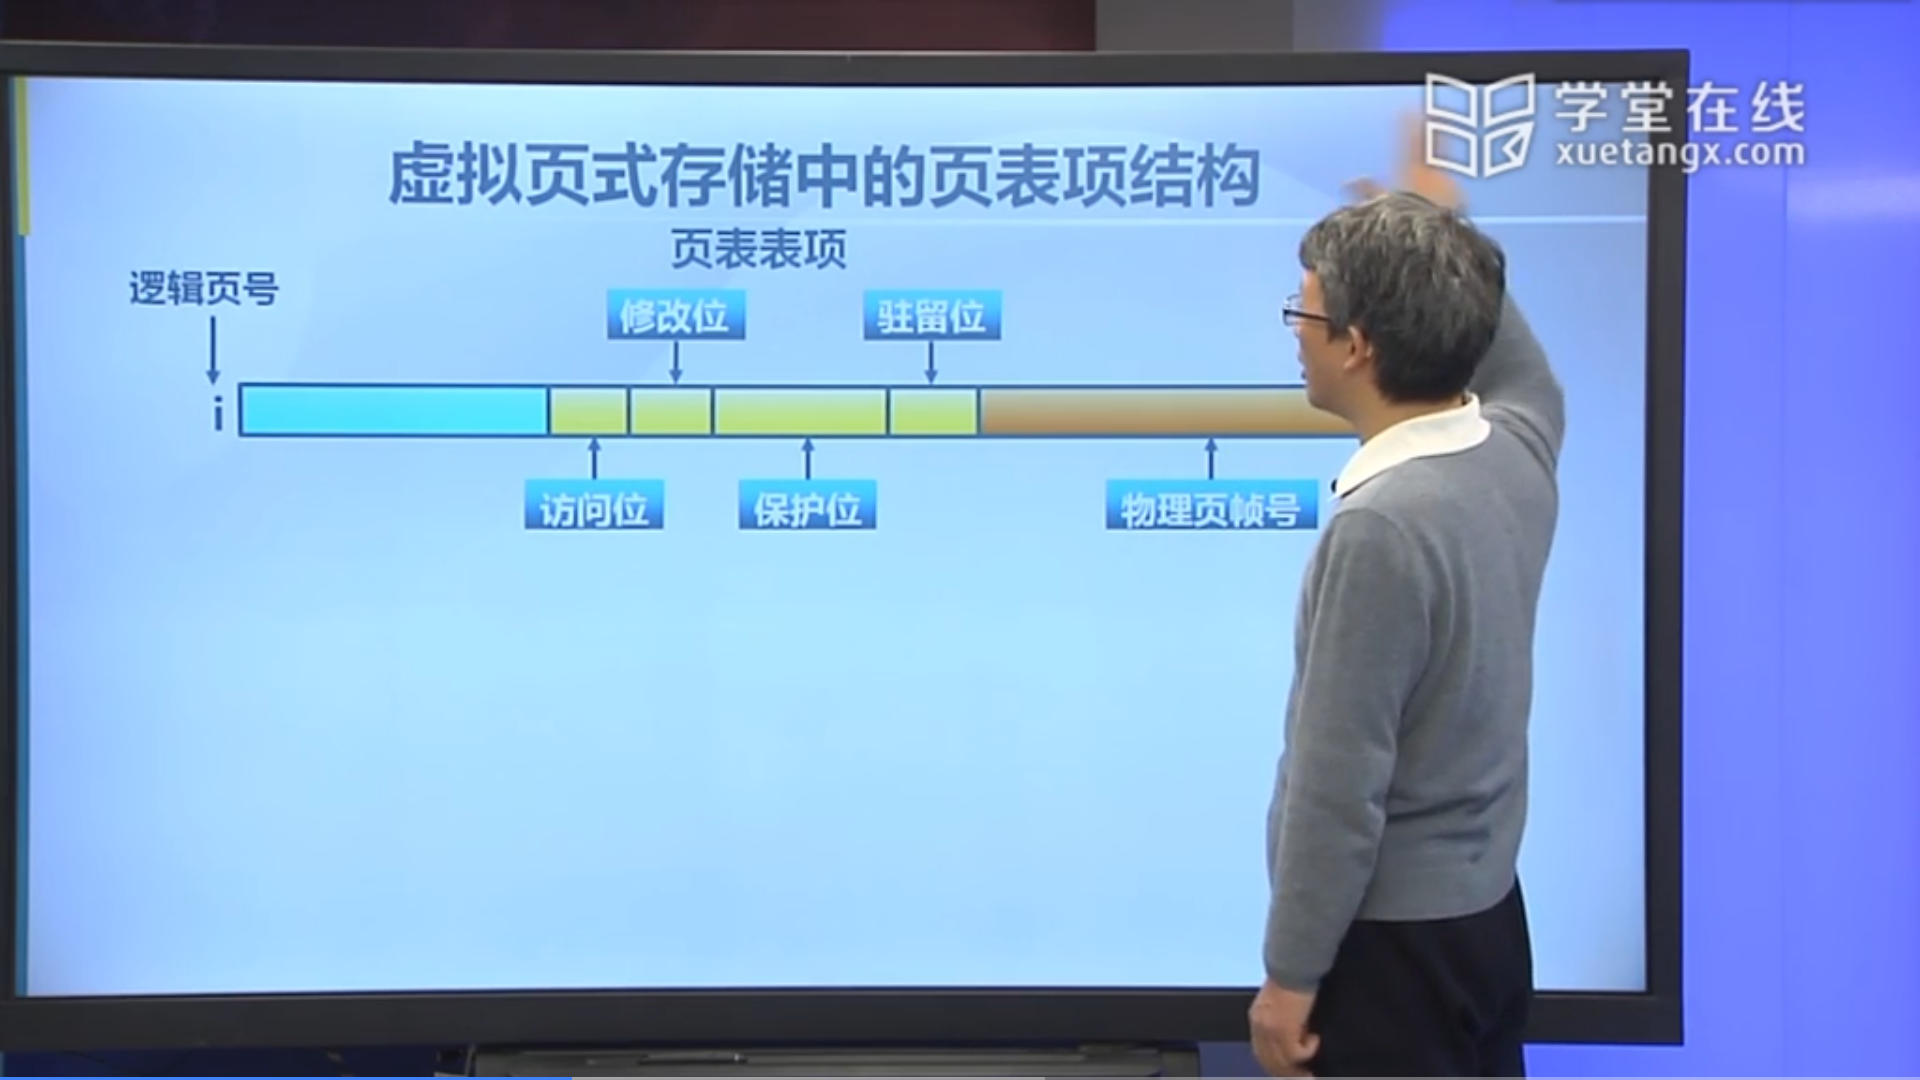 学堂在线
xuetangx.com
虚拟页式存储中的页表项结构
页表表项
逻辑页号
修改位
驻留位
i
访问位
保护位
物理页帧号